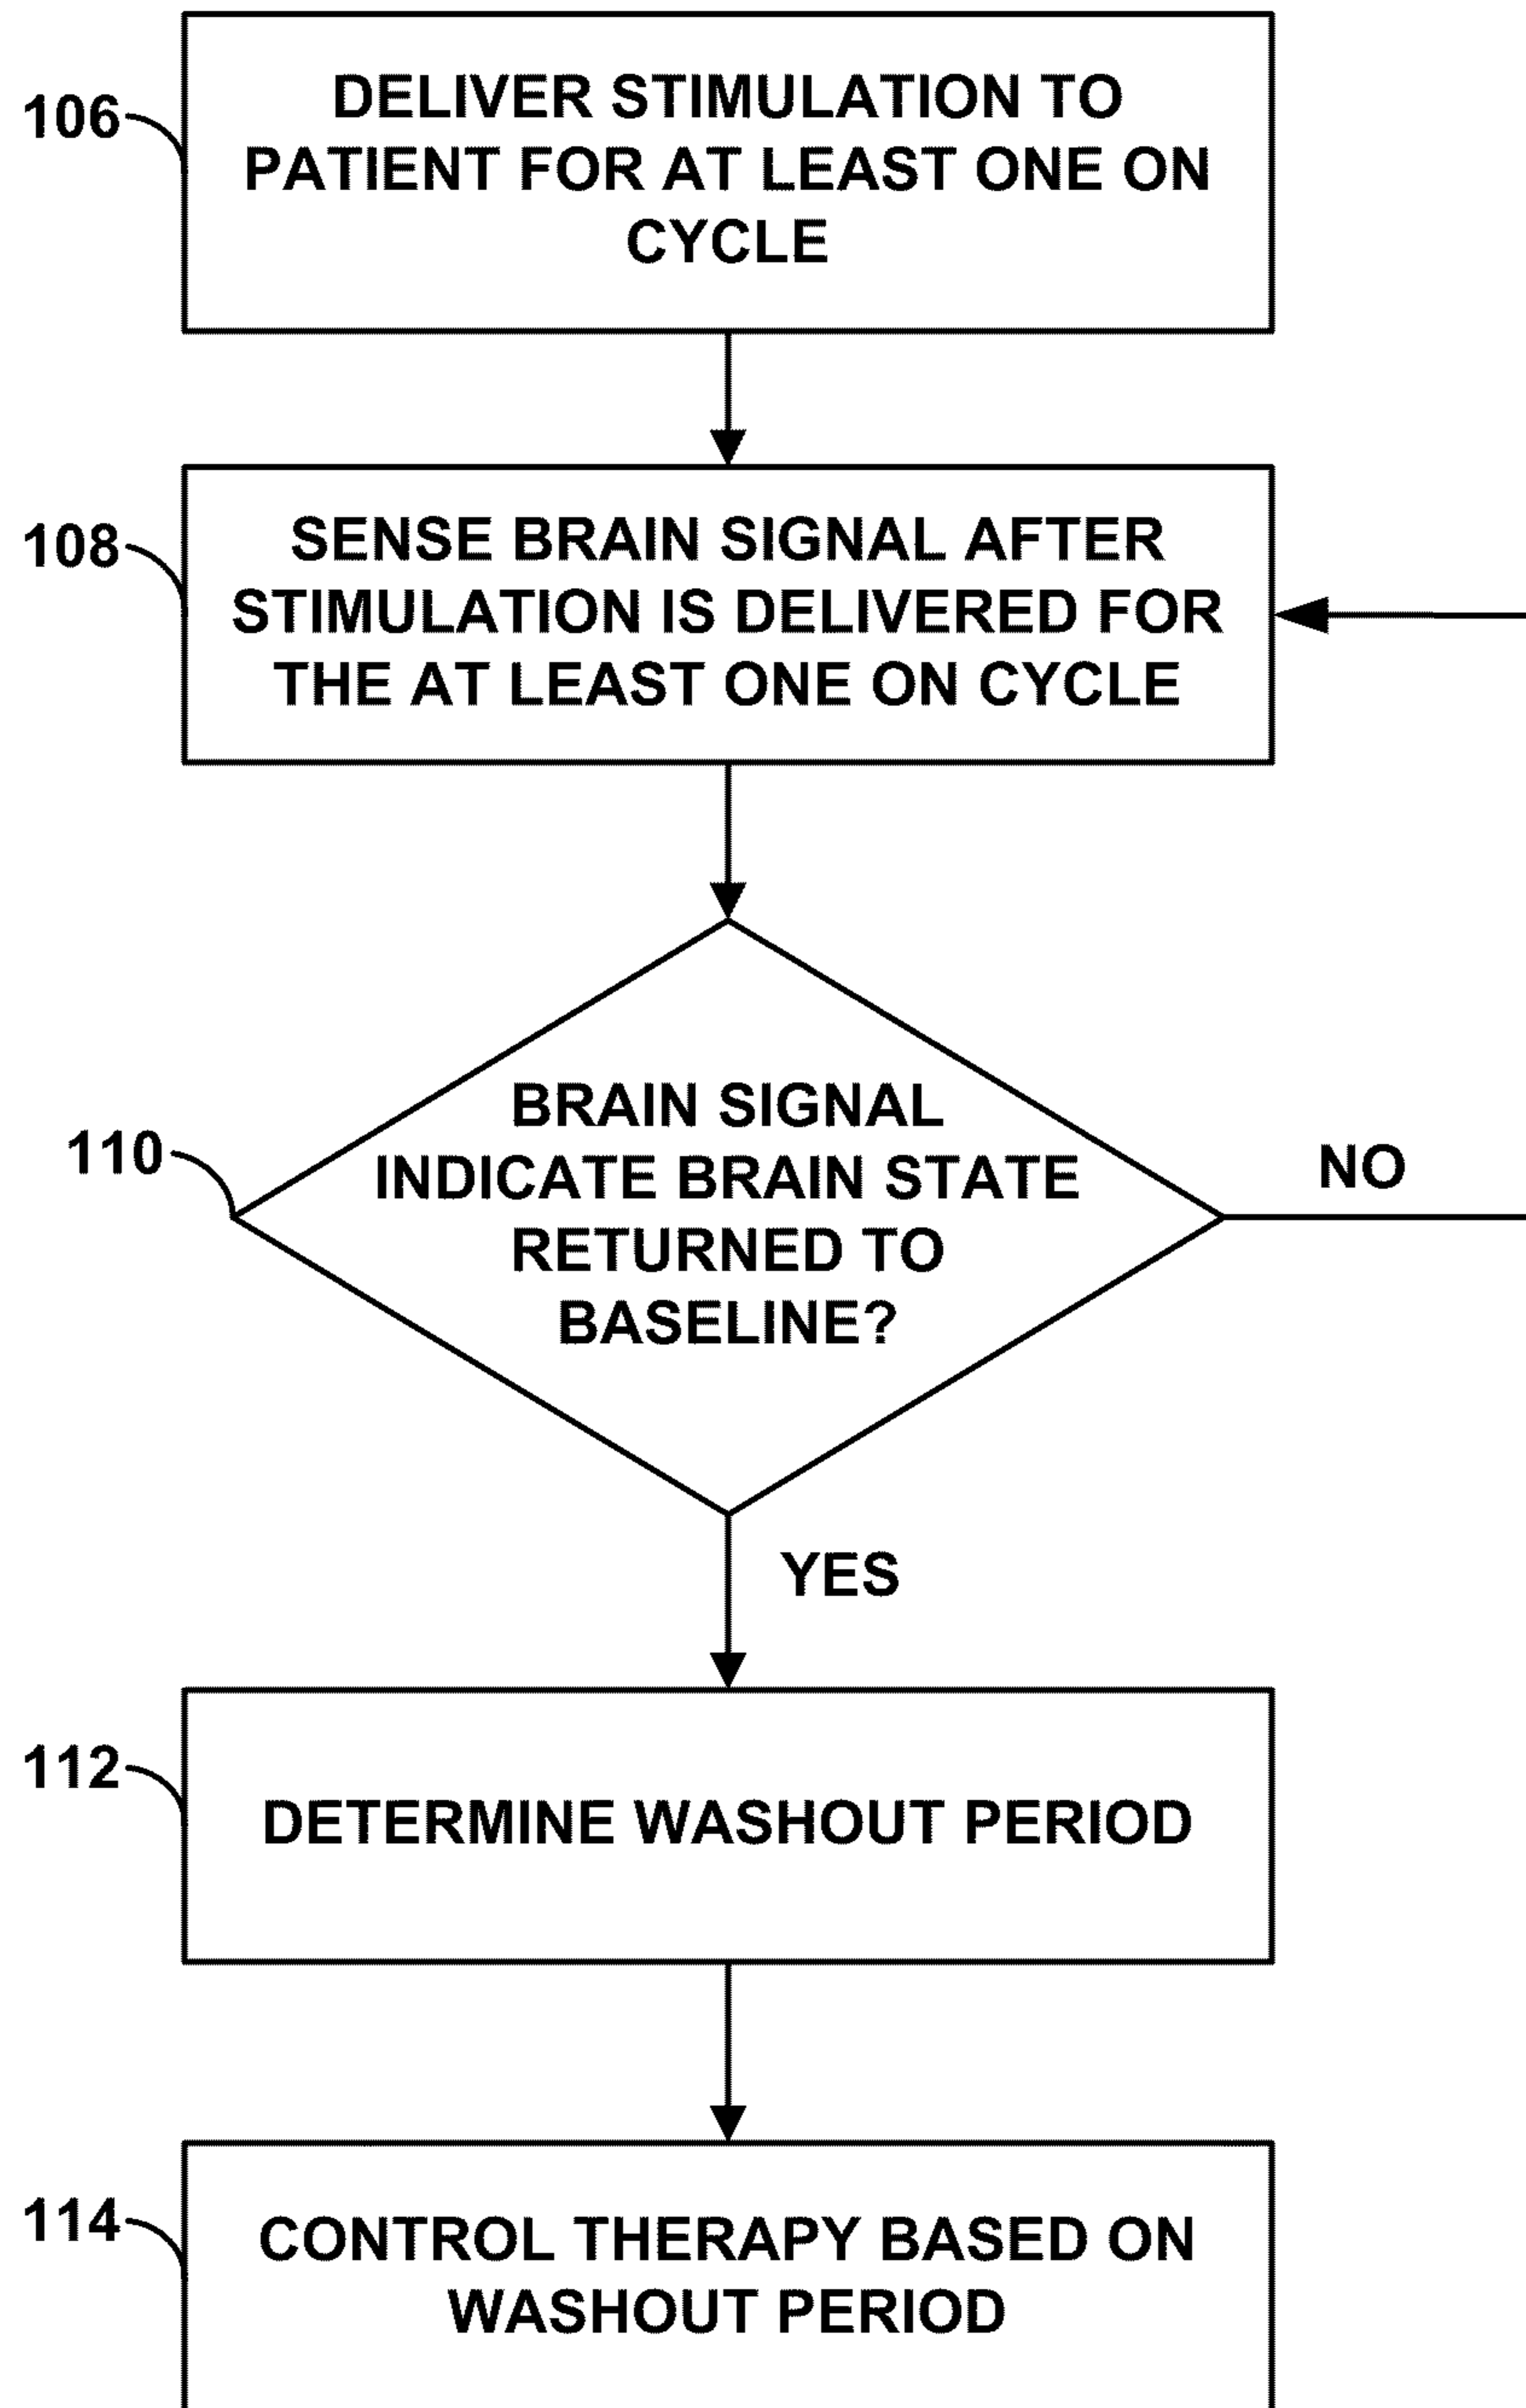 106
DELIVER STIMULATION TO
PATIENT FOR AT LEAST ONE ON
CYCLE
108
SENSE BRAIN SIGNAL AFTER
STIMULATION IS DELIVERED FOR
THE AT LEAST ONE ON CYCLE
110
BRAIN SIGNAL
INDICATE BRAIN STATE
RETURNED TO
BASELINE?
NO
YES
112
DETERMINE WASHOUT PERIOD
114
CONTROL THERAPY BASED ON
WASHOUT PERIOD